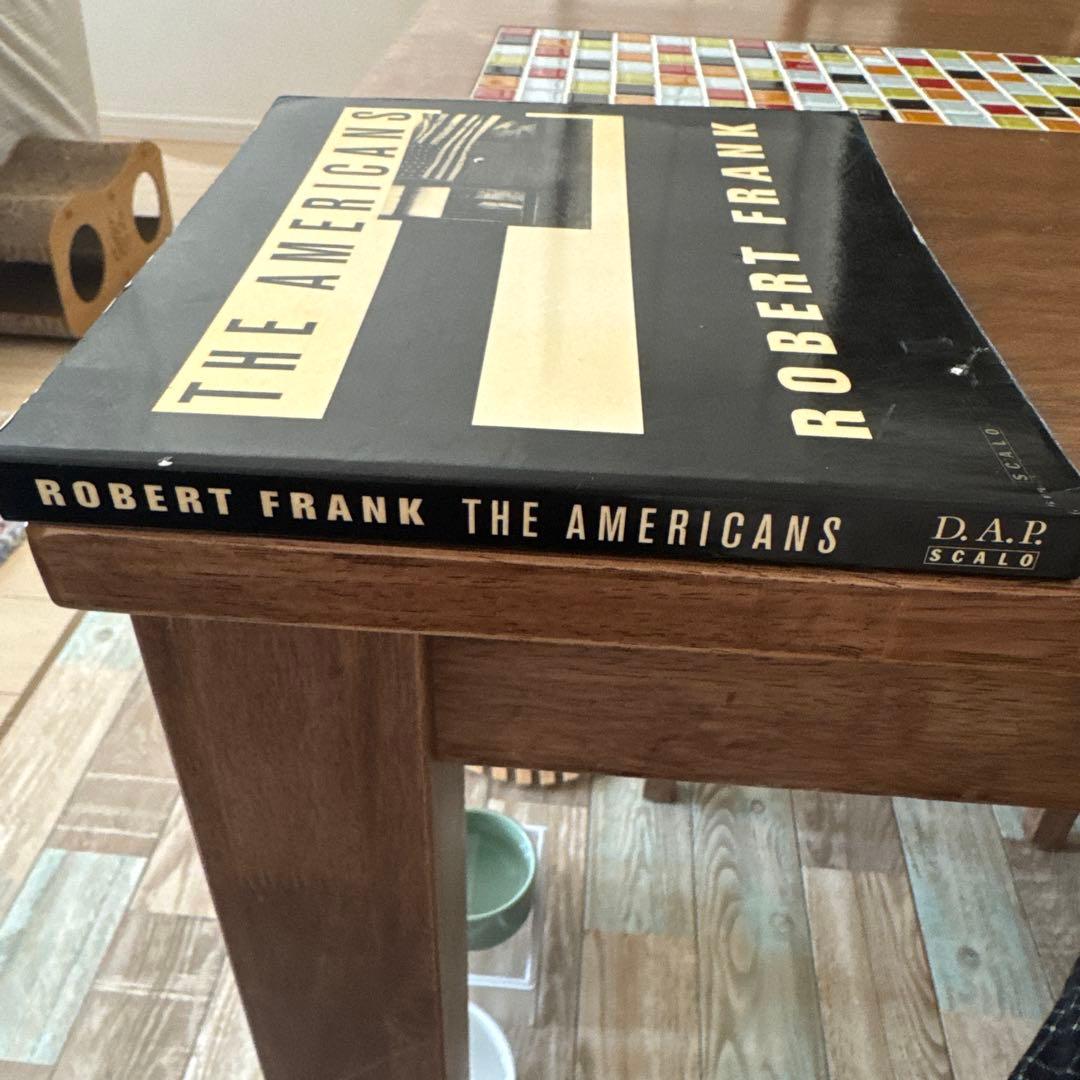 THE AMERICANS
ROBERT FRANK
SCALO
ROBERT FRANK THE AMERICANS
D.A.P.
SCALO